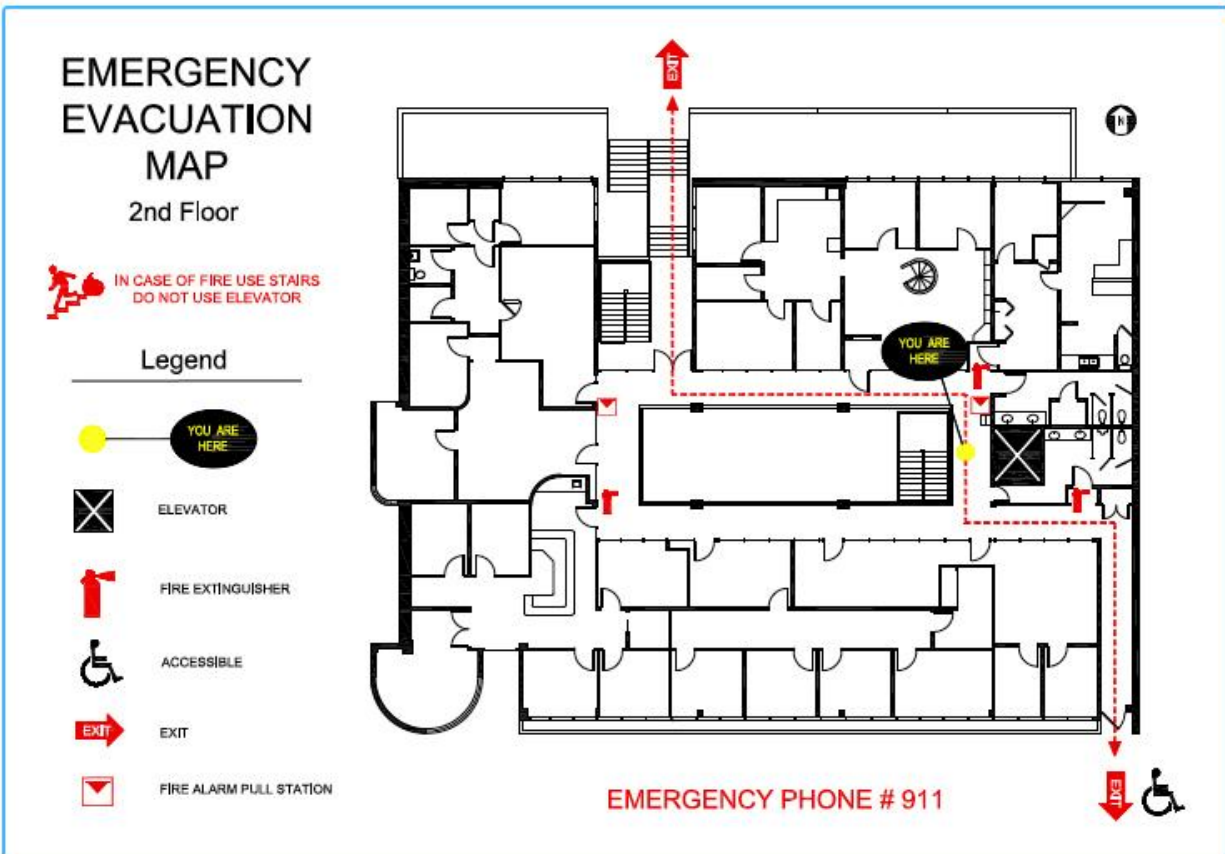 EMERGENCY
EVACUATION
MAP
2nd Floor
IN CASE OF FIRE USE STAIRS
DO NOT USE ELEVATOR
Legend
YOU ARE
HERE
ELEVATOR
FIRE EXTINGUISHER
ACCESSIBLE
EXIT
EXIT
FIRE ALARM PULL STATION
EXIT
N
YOU ARE
HERE
EMERGENCY PHONE # 911
EXIT